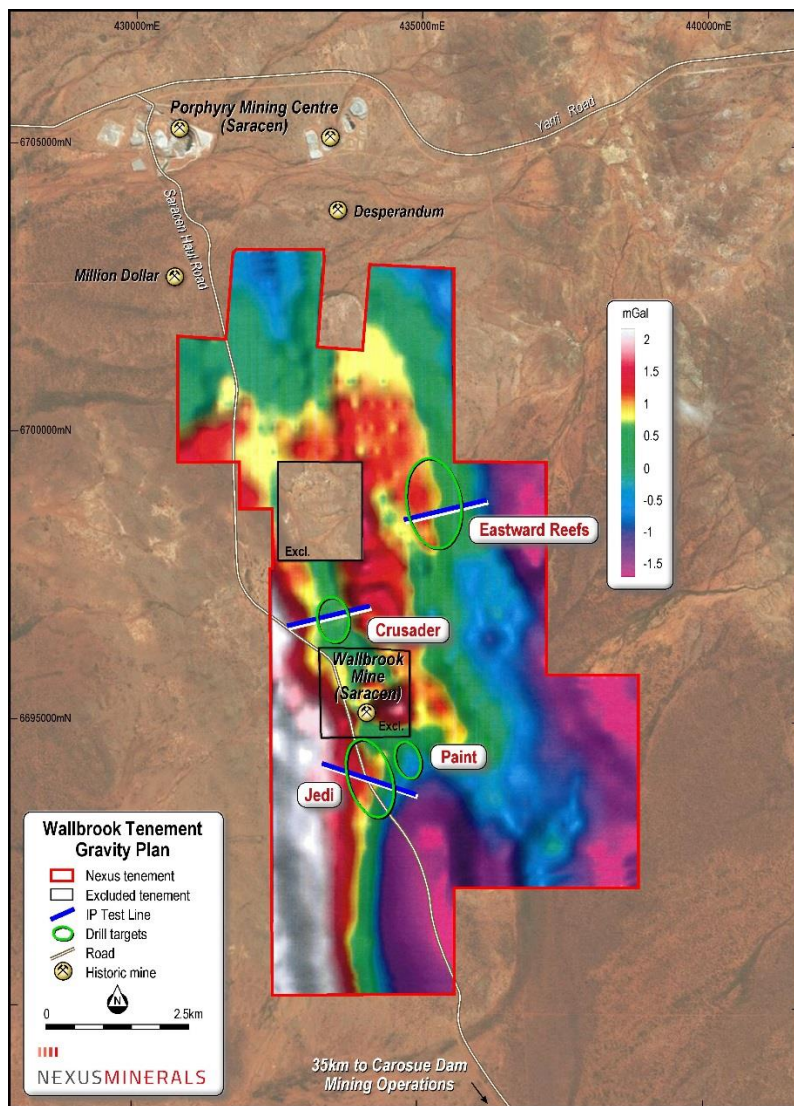 430000mE
435000mE
440000mE
Porphyry Mining Centre
(Saracen)
Yarri Road
6705000mN
Saracen Haul Road
Desperandum
Million Dollar
mGal
2
1.5
1
0.5
0
-0.5
-1
-1.5
6700000mN
Excl.
Eastward Reefs
Crusader
Wallbrook
Mine
(Saracen)
6695000mN
Excl.
Paint
Jedi
Wallbrook Tenement
Gravity Plan
Nexus tenement
Excluded tenement
IP Test Line
Drill targets
Road
Historic mine
N
0
2.5km
NEXUSMINERALS
35km to Carosue Dam
Mining Operations